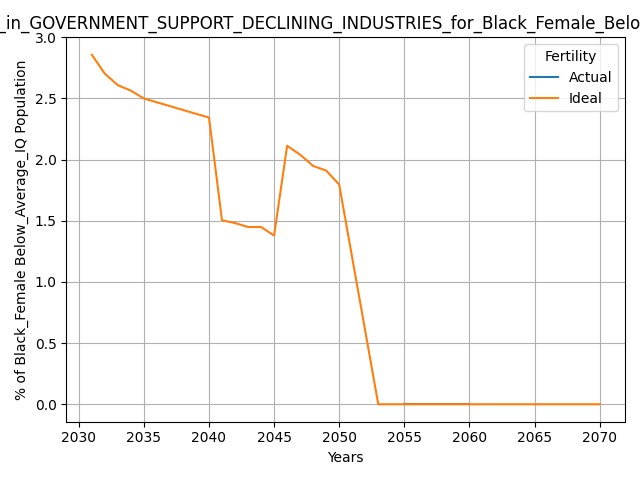 _in_GOVERNMENT_SUPPORT_DECLINING_INDUSTRIES_for_Black_Female_Belo
% of Black_Female Below_Average_IQ Population
3.0
2.5
2.0
1.5
1.0
0.5
0.0
Fertility
Actual
Ideal
2030 2035 2040 2045 2050 2055 2060 2065 2070
Years